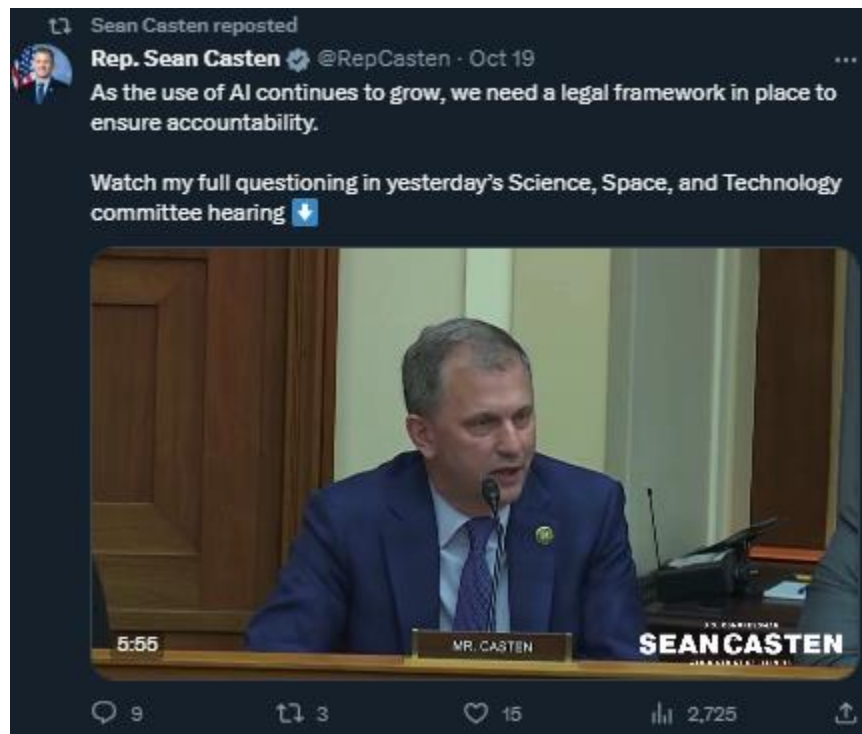 Sean Casten reposted
Rep. Sean Casten @RepCasten · Oct 19
As the use of AI continues to grow, we need a legal framework in place to
ensure accountability.
Watch my full questioning in yesterday's Science, Space, and Technology
committee hearing
MR. CASTEN
5:55
SEAN CASTEN
9 3 15 2,725